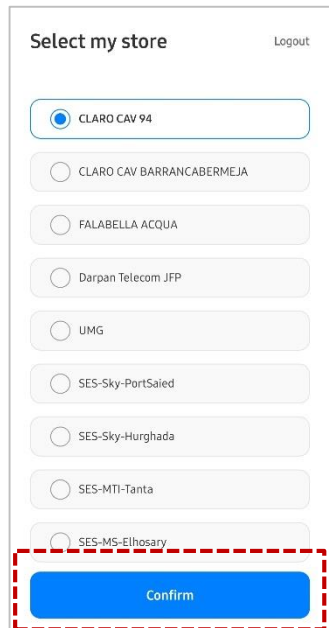 Select my store
Logout
CLARO CAV 94
CLARO CAV BARRANCABERMEJA
FALABELLA ACQUA
Darpan Telecom JFP
UMG
SES-Sky-PortSaied
SES-Sky-Hurghada
SES-MTI-Tanta
SES-MS-Elhosary
Confirm